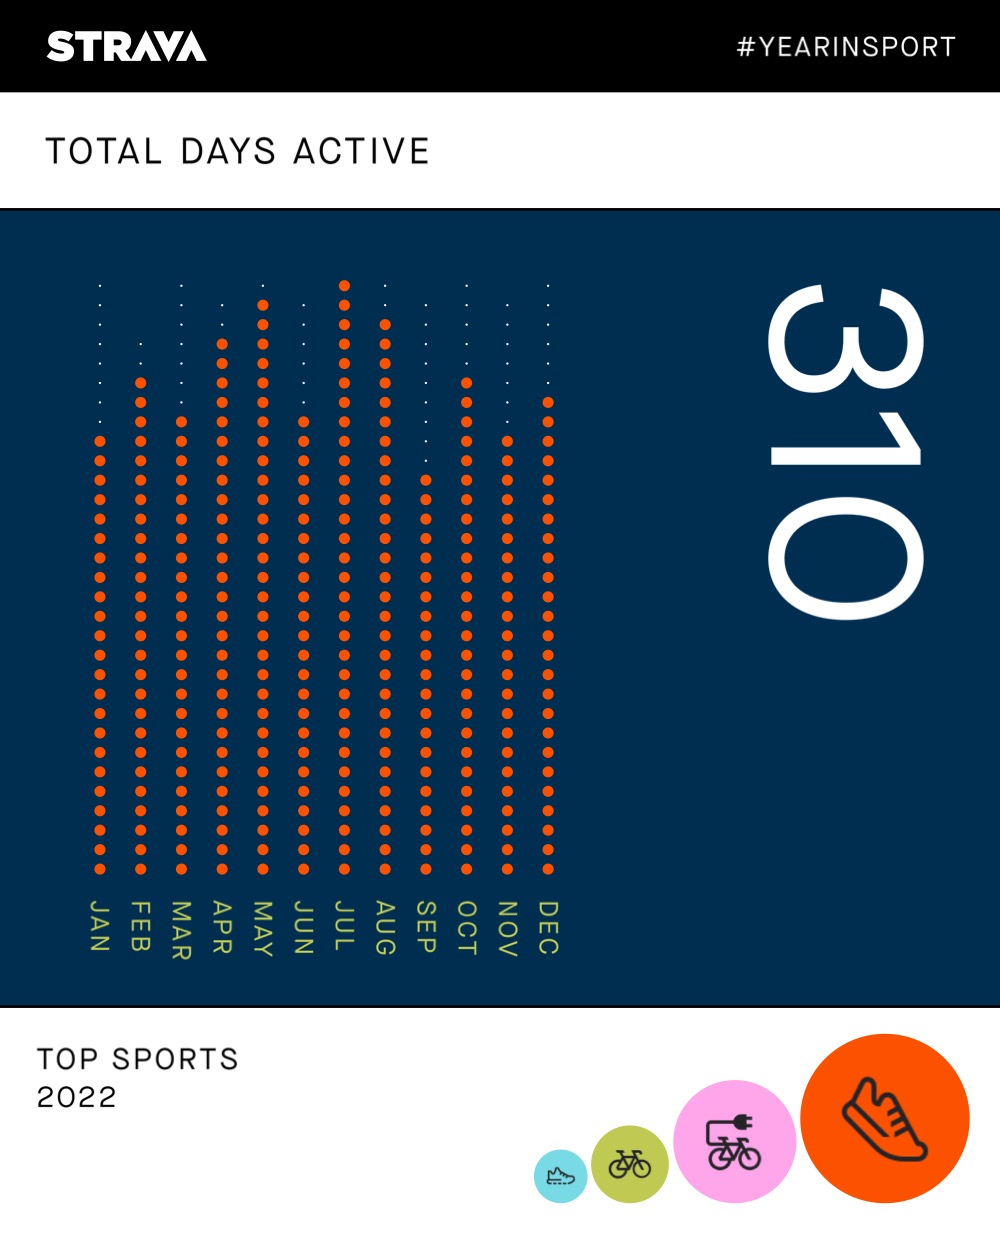 STRAVA
#YEARINSPORT
TOTAL DAYS ACTIVE
310
JAN
FEB
MAR
APR
MAY
JUN
JUL
AUG
SEP
OCT
NOV
DEC
TOP SPORTS
2022